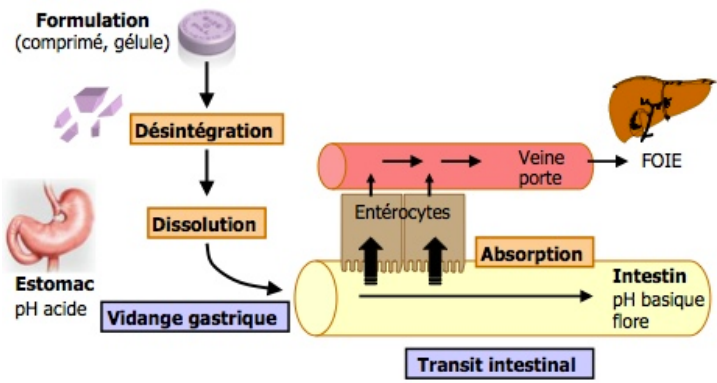 Formulation
(comprimé, gélule)
Désintégration
Dissolution
Estomac
pH acide
Vidange gastrique
Veine
porte
FOIE
Entérocytes
Absorption
Intestin
pH basique
flore
Transit intestinal